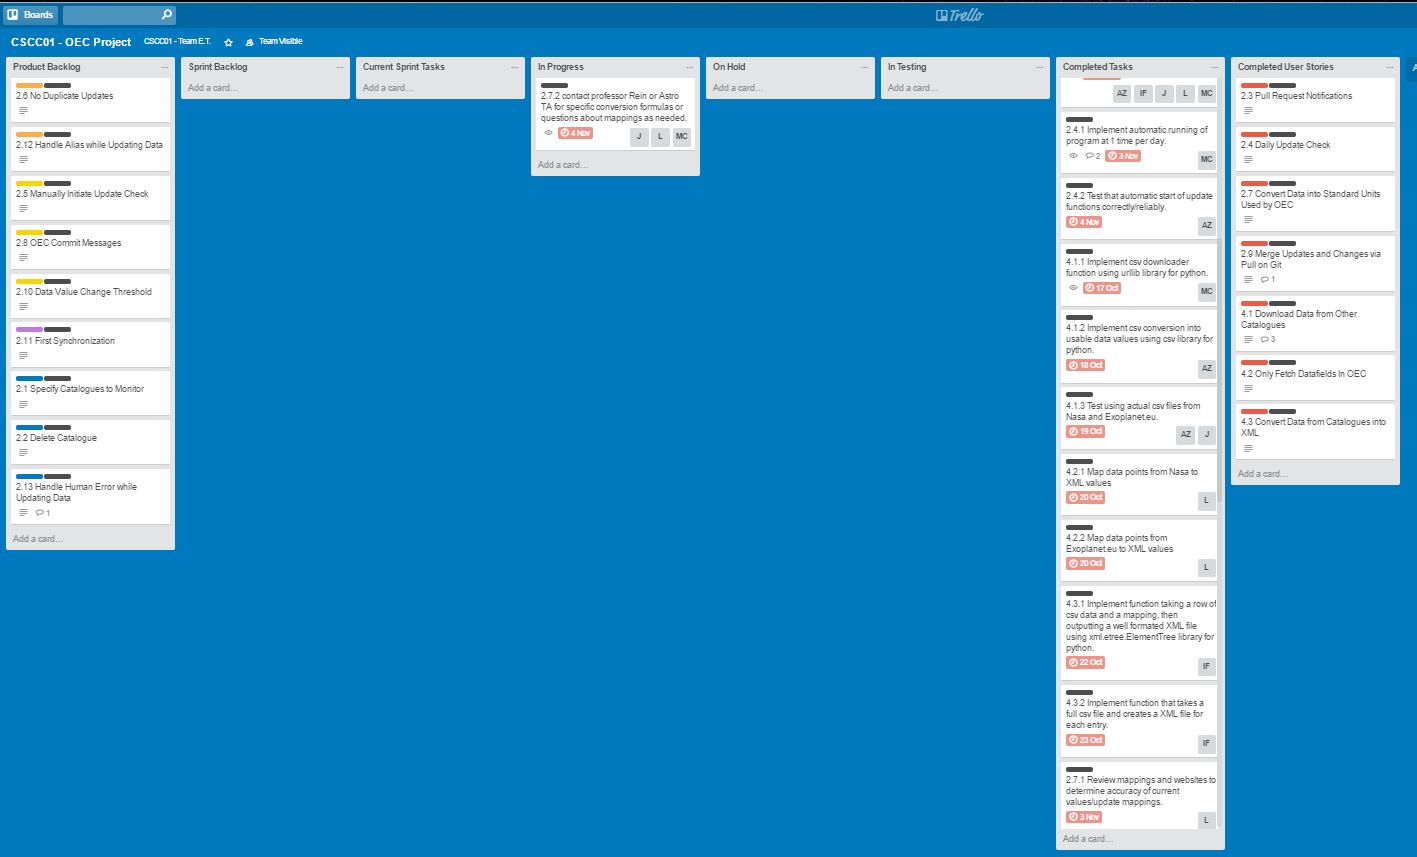 Boards
Trello
CSCC01 - OEC Project
CSCC01 - Team E.T.
Team Visible
Product Backlog
2.6 No Duplicate Updates
2.12 Handle Alias while Updating Data
2.5 Manually Initiate Update Check
2.8 OEC Commit Messages
2.10 Data Value Change Threshold
2.11 First Synchronization
2.1 Specify Catalogues to Monitor
2.2 Delete Catalogue
2.13 Handle Human Error while
Updating Data
1
Add a card...
Sprint Backlog
Add a card...
Current Sprint Tasks
Add a card...
In Progress
2.7.2 contact professor Rein or Astro
TA for specific conversion formulas or
questions about mappings as needed.
4 Nov
J L MC
Add a card...
On Hold
Add a card...
In Testing
Add a card...
Completed Tasks
AZ IF J L MC
2.4.1 Implement automatic running of
program at 1 time per day.
2 3 Nov
MC
2.4.2 Test that automatic start of update
functions correctly/reliably.
4 Nov
AZ
4.1.1 Implement csv downloader
function using urllib library for python.
17 Oct
MC
4.1.2 Implement csv conversion into
usable data values using csv library for
python.
18 Oct
AZ
4.1.3 Test using actual csv files from
Nasa and Exoplanet.eu.
19 Oct
AZ J
4.2.1 Map data points from Nasa to
XML values
20 Oct
L
4.2.2 Map data points from
Exoplanet.eu to XML values
20 Oct
L
4.3.1 Implement function taking a row of
csv data and a mapping, then
outputting a well formated XML file
using xml.etree.ElementTree library for
python.
22 Oct
IF
4.3.2 Implement function that takes a
full csv file and creates a XML file for
each entry.
23 Oct
IF
2.7.1 Review mappings and websites to
determine accuracy of current
values/update mappings.
3 Nov
L
Add a card...
Completed User Stories
2.3 Pull Request Notifications
2.4 Daily Update Check
2.7 Convert Data into Standard Units
Used by OEC
2.9 Merge Updates and Changes via
Pull on Git
1
4.1 Download Data from Other
Catalogues
3
4.2 Only Fetch Datafields In OEC
4.3 Convert Data from Catalogues into
XML
Add a card...